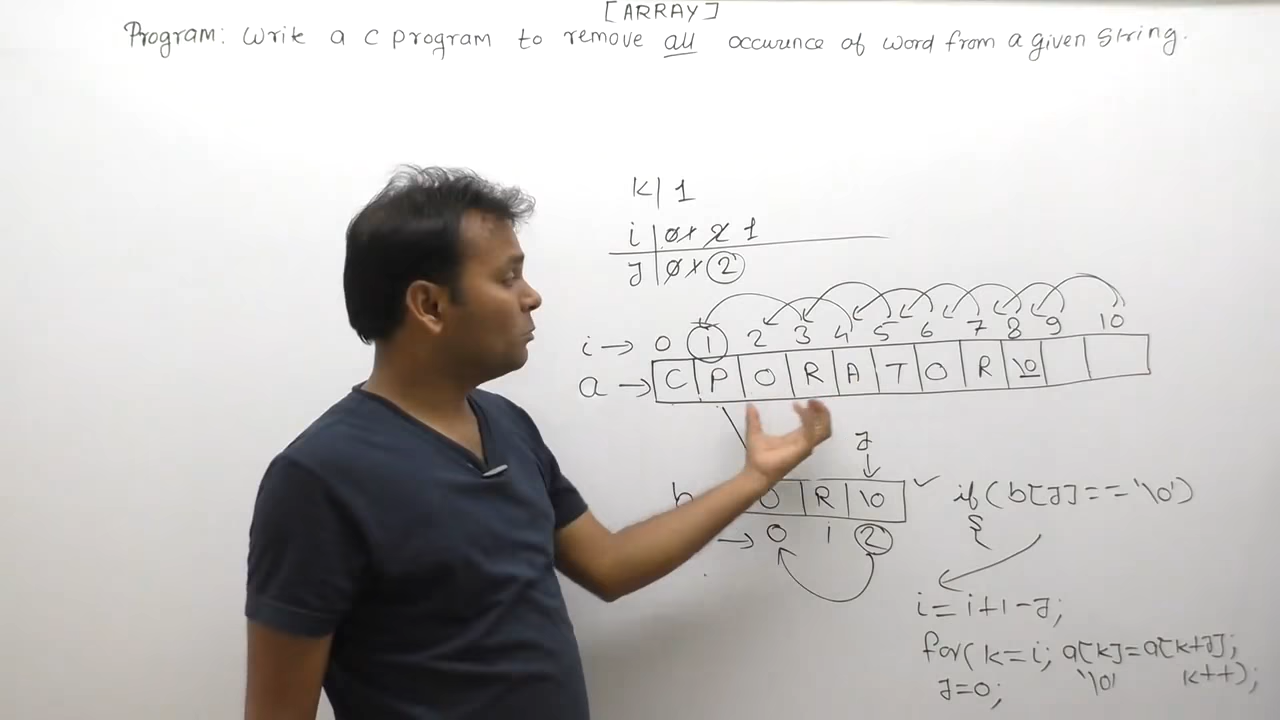 [ARRAY]
Program: Write a C program to remove all occurence of word from a given String.
K | 1
i | 0 1 2 1
J | 0 1 2
i → 0 1 2 3 4 5 6 7 8 9 10
a → C P O R A T O R \0
J
b O R \0
→ 0 1 2
if (b[J] == '\0')
{
i = i+1-J;
for (k=i; a[k]=a[k+J]; k++);
'\0'
J=0;